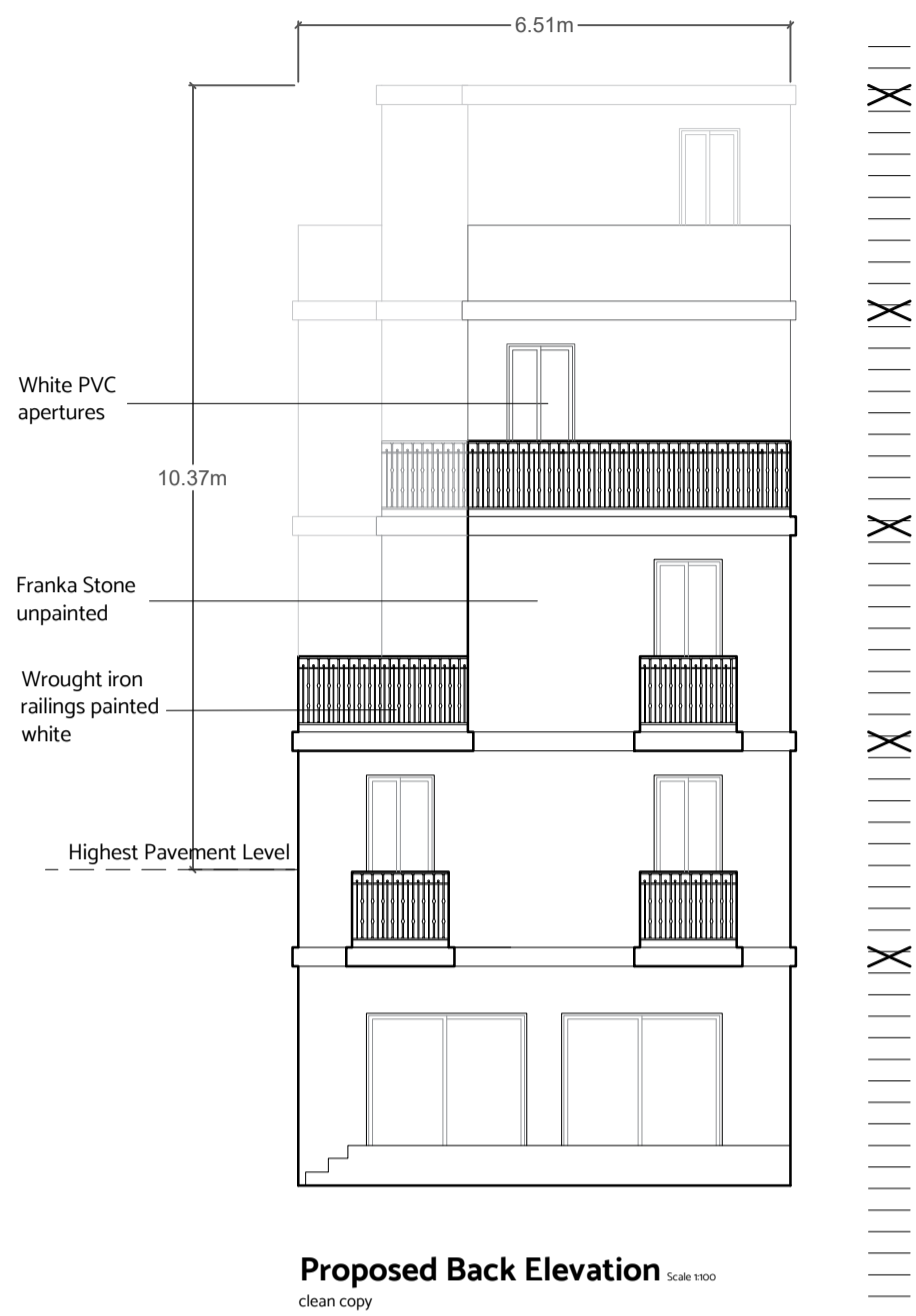 6.51m
White PVC
apertures
10.37m
Franka Stone
unpainted
Wrought iron
railings painted
white
Highest Pavement Level
Proposed Back Elevation Scale 1:100
clean copy